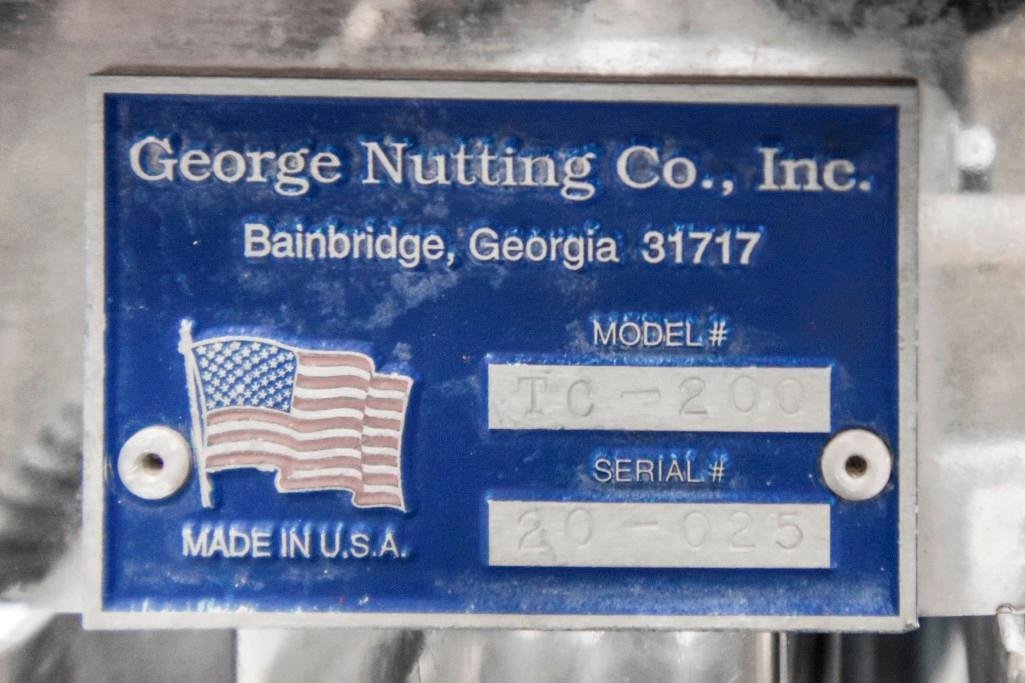 George Nutting Co., Inc.
Bainbridge, Georgia 31717
MODEL #
TC-200
SERIAL #
20-025
MADE IN U.S.A.